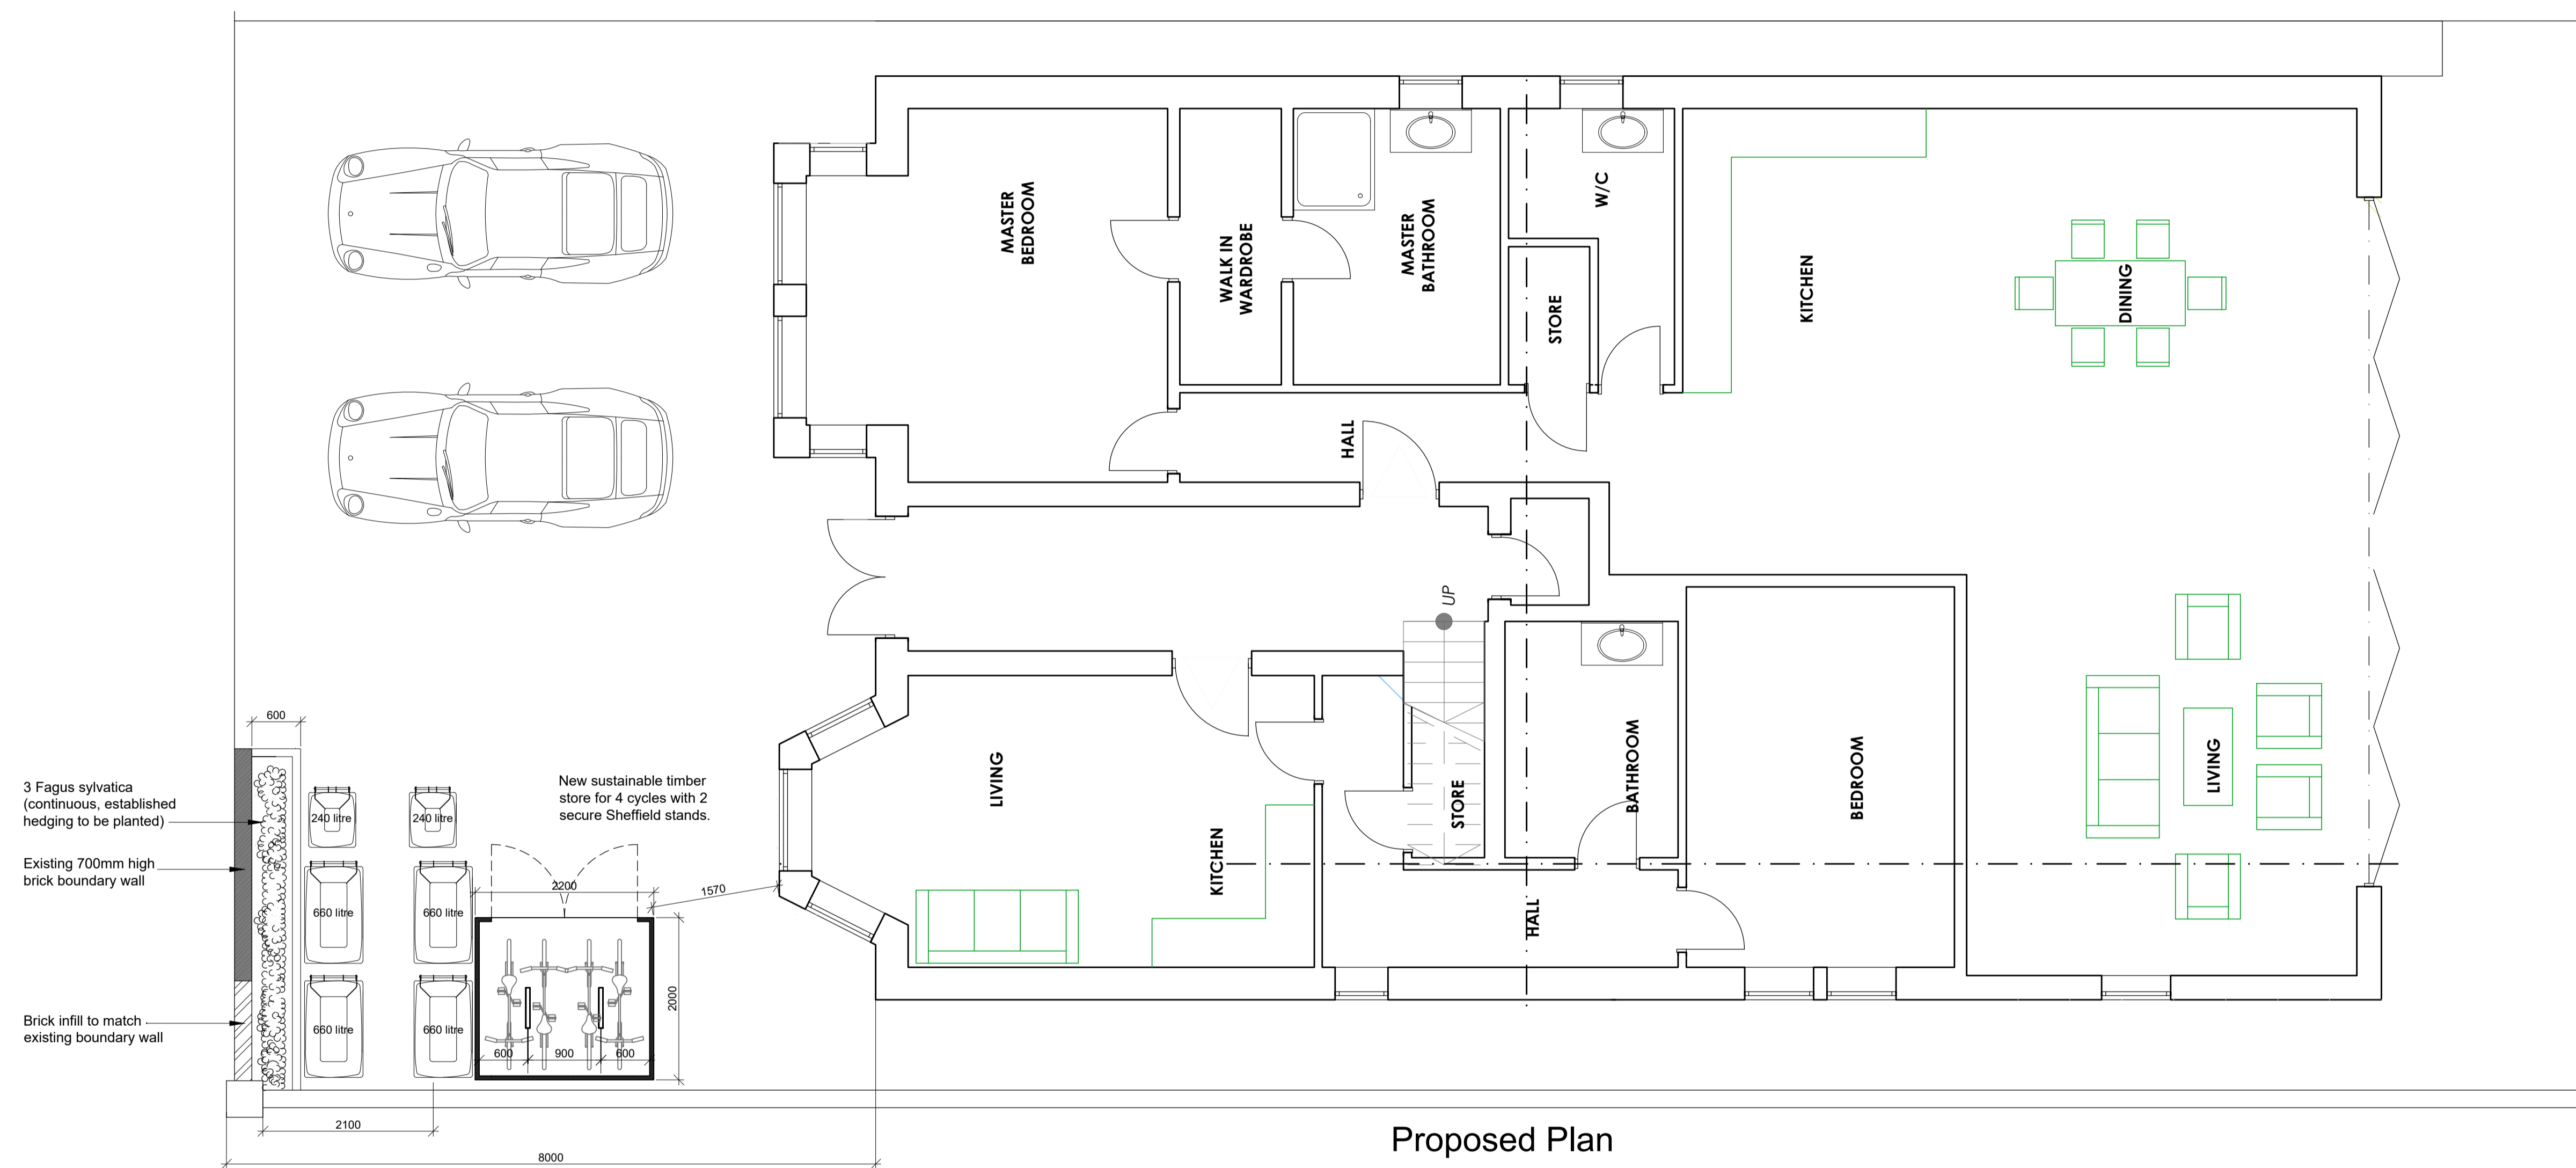 MASTER
BEDROOM
WALK IN
WARDROBE
MASTER
BATHROOM
W/C
STORE
KITCHEN
DINING
HALL
UP
LIVING
KITCHEN
STORE
BATHROOM
BEDROOM
LIVING
HALL
600
3 Fagus sylvatica
(continuous, established
hedging to be planted)
Existing 700mm high
brick boundary wall
Brick infill to match
existing boundary wall
240 litre
240 litre
660 litre
660 litre
660 litre
660 litre
New sustainable timber
store for 4 cycles with 2
secure Sheffield stands.
2200
1570
2000
600
900
600
2100
8000
Proposed Plan